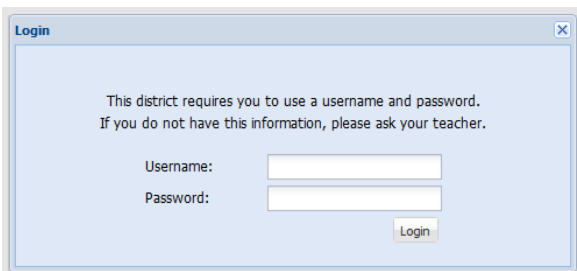 Login
This district requires you to use a username and password.
If you do not have this information, please ask your teacher.
Username:
Password:
Login